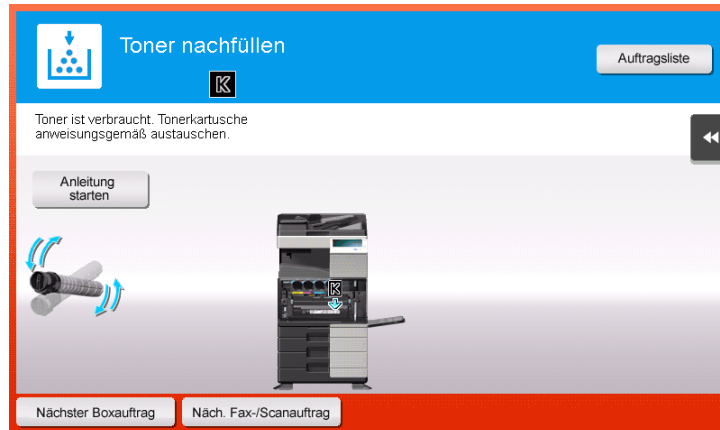 Toner nachfüllen
Auftragsliste
K
Toner ist verbraucht. Tonerkartusche
anweisungsgemäß austauschen.
Anleitung
starten
K
Nächster Boxauftrag
Näch. Fax-/Scanauftrag